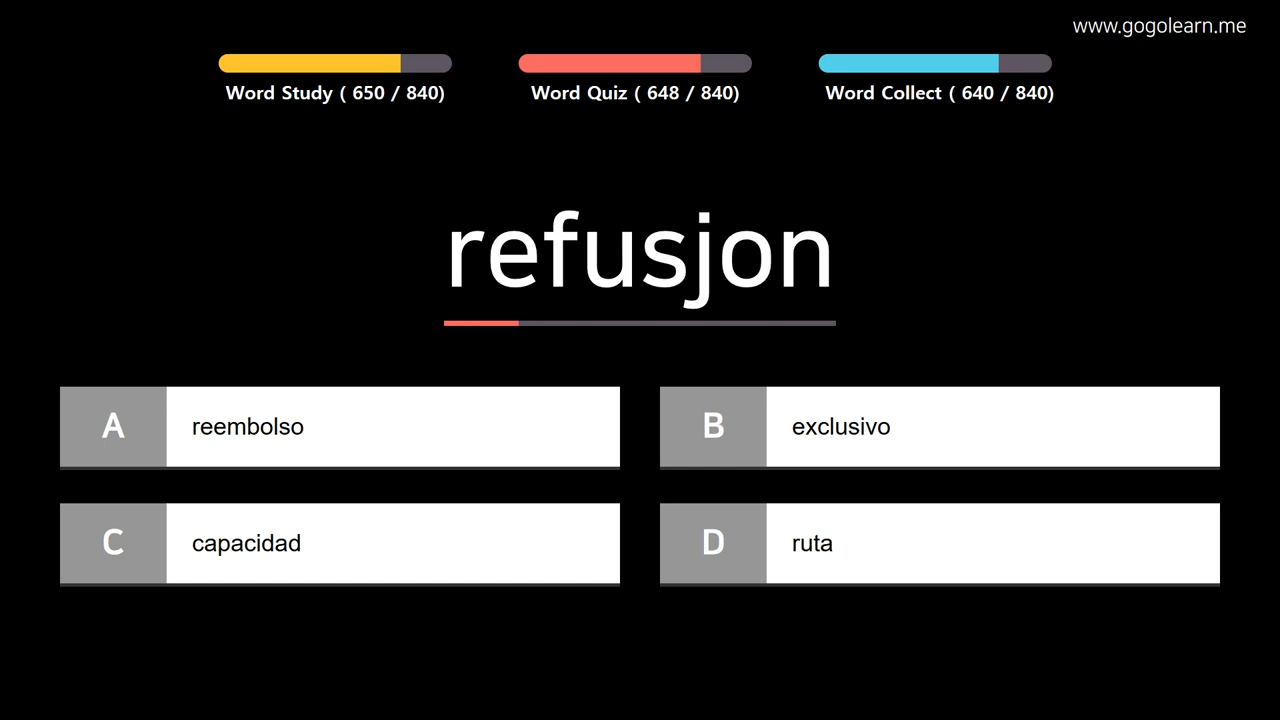 www.gogolearn.me
Word Study ( 650 / 840)
Word Quiz ( 648 / 840)
Word Collect ( 640 / 840)
refusjon
A reembolso
B exclusivo
C capacidad
D ruta